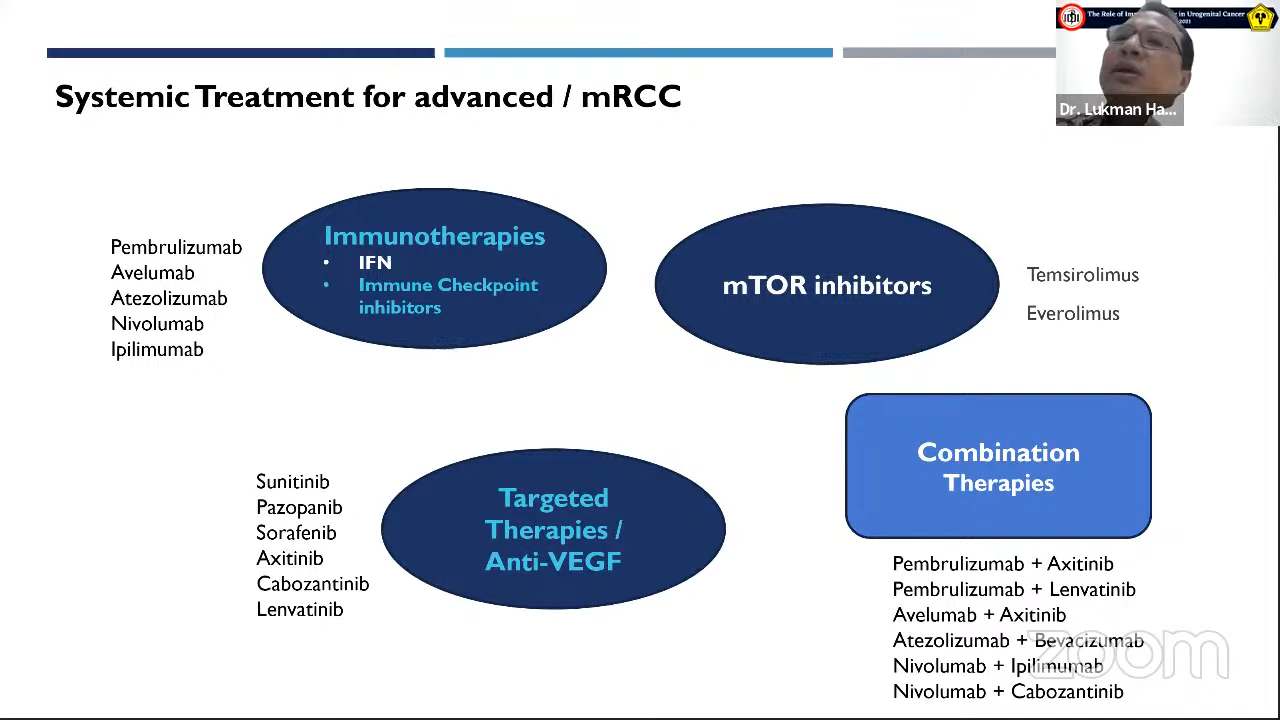 The Role of Im in Urogenital Cancer
2021
Dr. Lukman Ha...
Systemic Treatment for advanced / mRCC
Pembrulizumab
Avelumab
Atezolizumab
Nivolumab
Ipilimumab
Immunotherapies
• IFN
• Immune Checkpoint
inhibitors
mTOR inhibitors
Temsirolimus
Everolimus
Sunitinib
Pazopanib
Sorafenib
Axitinib
Cabozantinib
Lenvatinib
Targeted
Therapies /
Anti-VEGF
Combination
Therapies
Pembrulizumab + Axitinib
Pembrulizumab + Lenvatinib
Avelumab + Axitinib
Atezolizumab + Bevacizumab
Nivolumab + Ipilimumab
Nivolumab + Cabozantinib
zoom